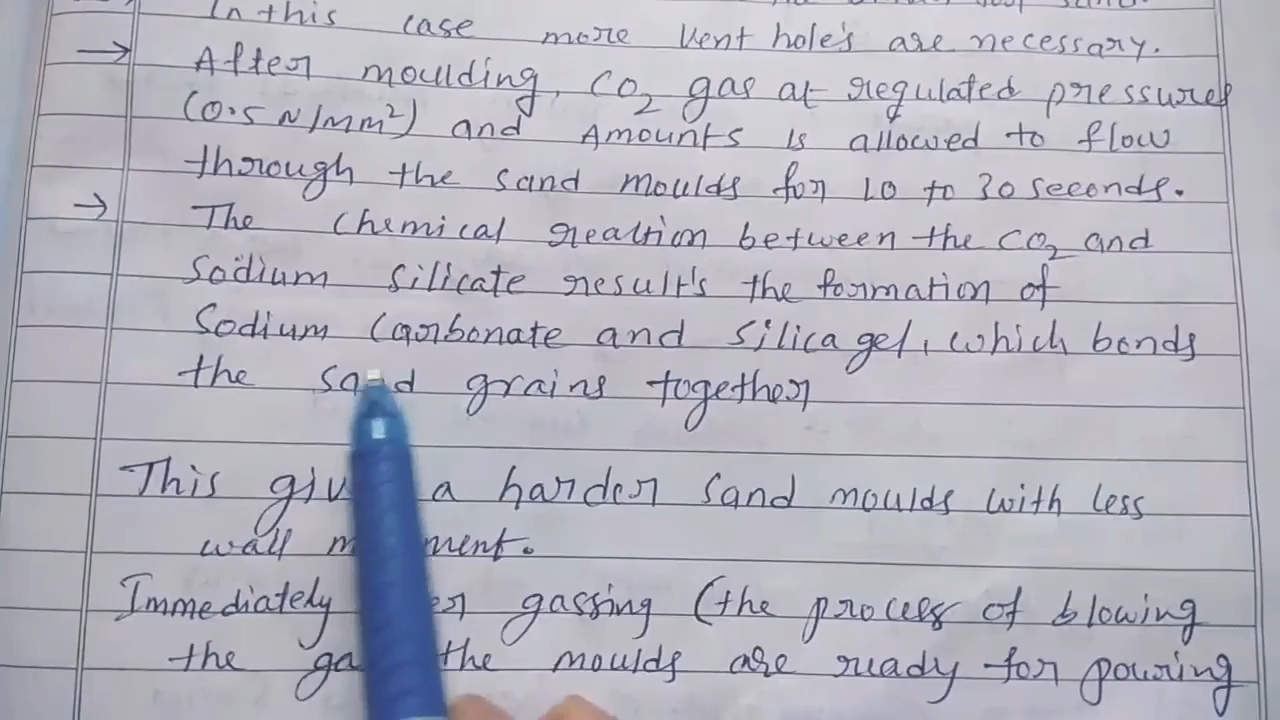 In this case more vent hole's are necessary.
→ After moulding, CO2 gas at regulated pressures
(0.5 N/mm²) and Amounts is allowed to flow
through the sand moulds for 10 to 30 seconds.
→ The Chemical reaction between the CO2 and
Sodium silicate result's the formation of
Sodium Carbonate and silica gel, which bonds
the sand grains together
This a harder sand moulds with less
wall
Immediately gassing (the process of blowing
the the moulds are ready for pouring